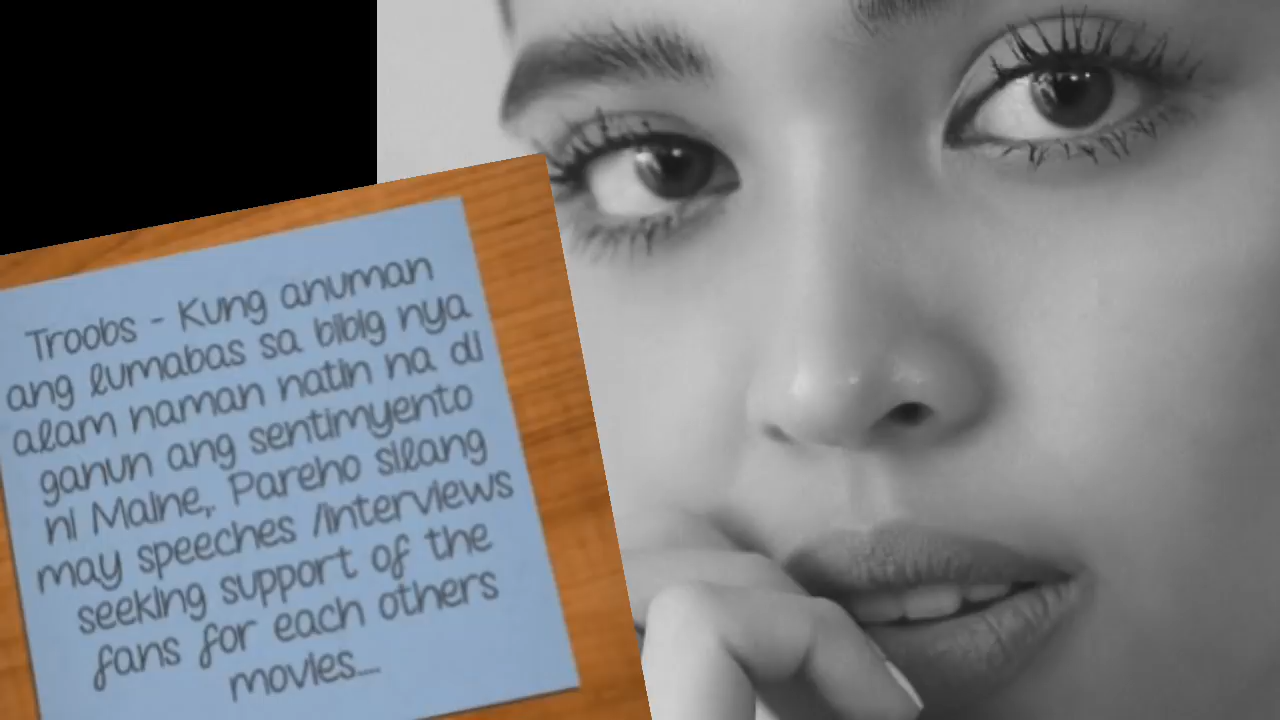 Troobs - Kung anuman
ang lumabas sa bibig nya
alam naman natin na di
ganun ang sentimyento
ni Maine,. Pareho silang
may speeches /interviews
seeking support of the
fans for each others
movies....